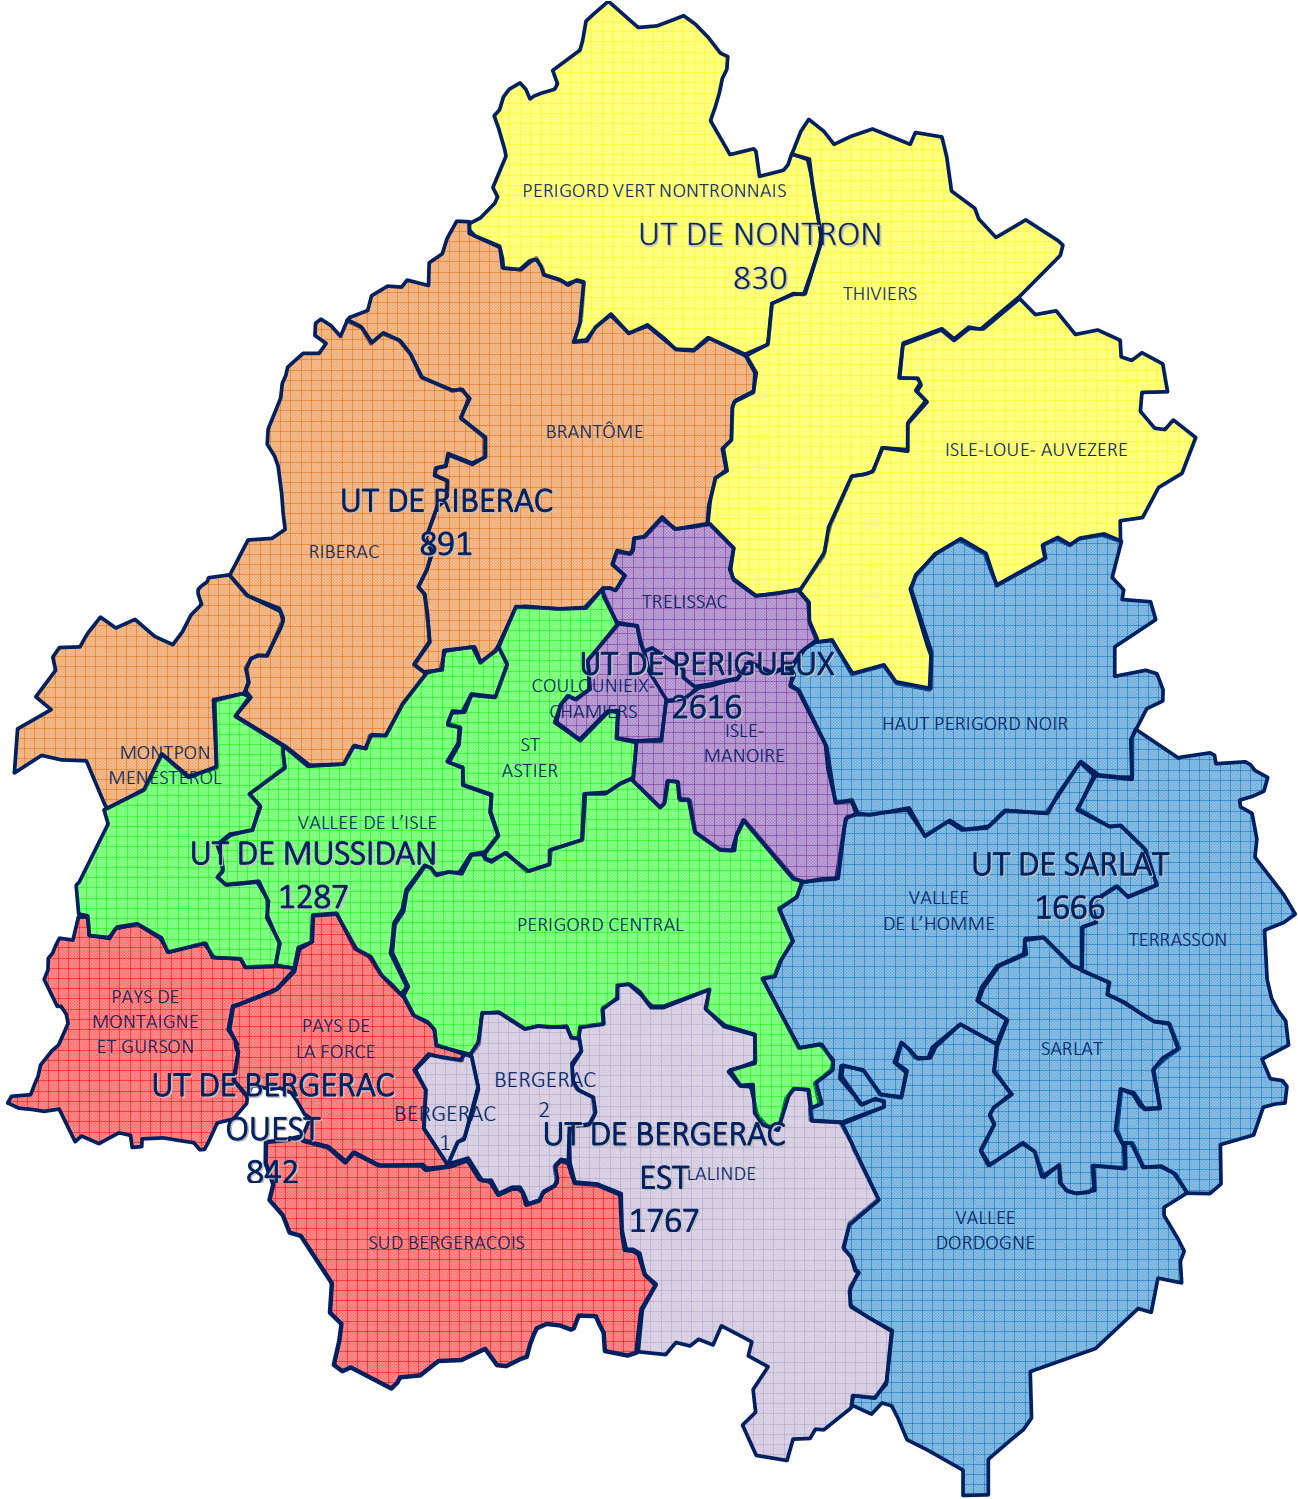 PERIGORD VERT NONTRONNAIS
UT DE NONTRON
830
THIVIERS
BRANTÔME
ISLE-LOUE- AUVEZERE
UT DE RIBERAC
891
RIBERAC
TRELISSAC
UT DE PERIGUEUX
2616
COULOUNIEIX-
CHAMIERS
ISLE-
MANOIRE
HAUT PERIGORD NOIR
MONTPON
MENESTEROL
ST
ASTIER
VALLEE DE L’ISLE
UT DE MUSSIDAN
1287
UT DE SARLAT
1666
VALLEE
DE L’HOMME
PERIGORD CENTRAL
TERRASSON
PAYS DE
MONTAIGNE
ET GURSON
PAYS DE
LA FORCE
SARLAT
UT DE BERGERAC
OUEST
842
BERGERAC
1
BERGERAC
2
UT DE BERGERAC
EST
1767
LALINDE
SUD BERGERACOIS
VALLEE
DORDOGNE